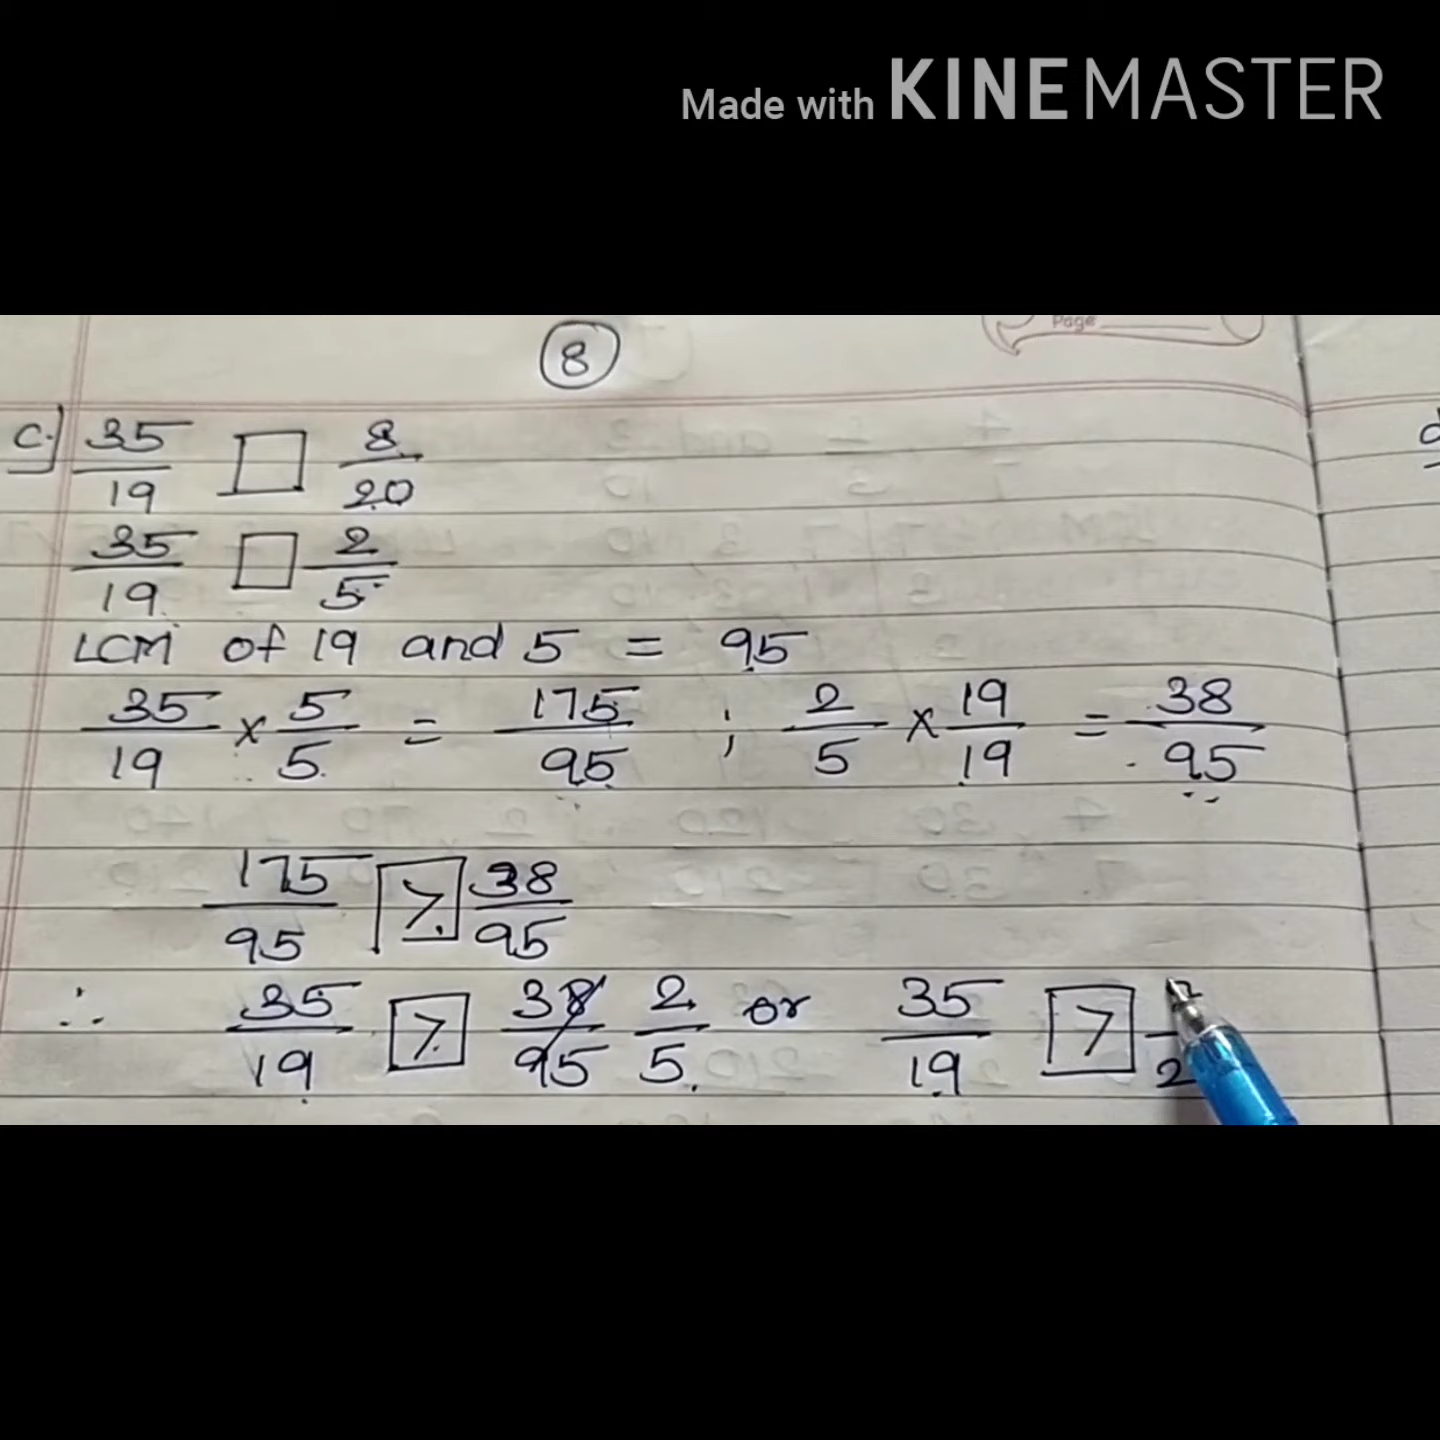 Made with KINEMASTER
Page
8
c.] 35/19 □ 8/20
d
35/19 □ 2/5
LCM of 19 and 5 = 95
35/19 × 5/5 = 175/95 ; 2/5 × 19/19 = 38/95
175/95 > 38/95
∴ 35/19 > 38/95 2/5 or 35/19 > 2